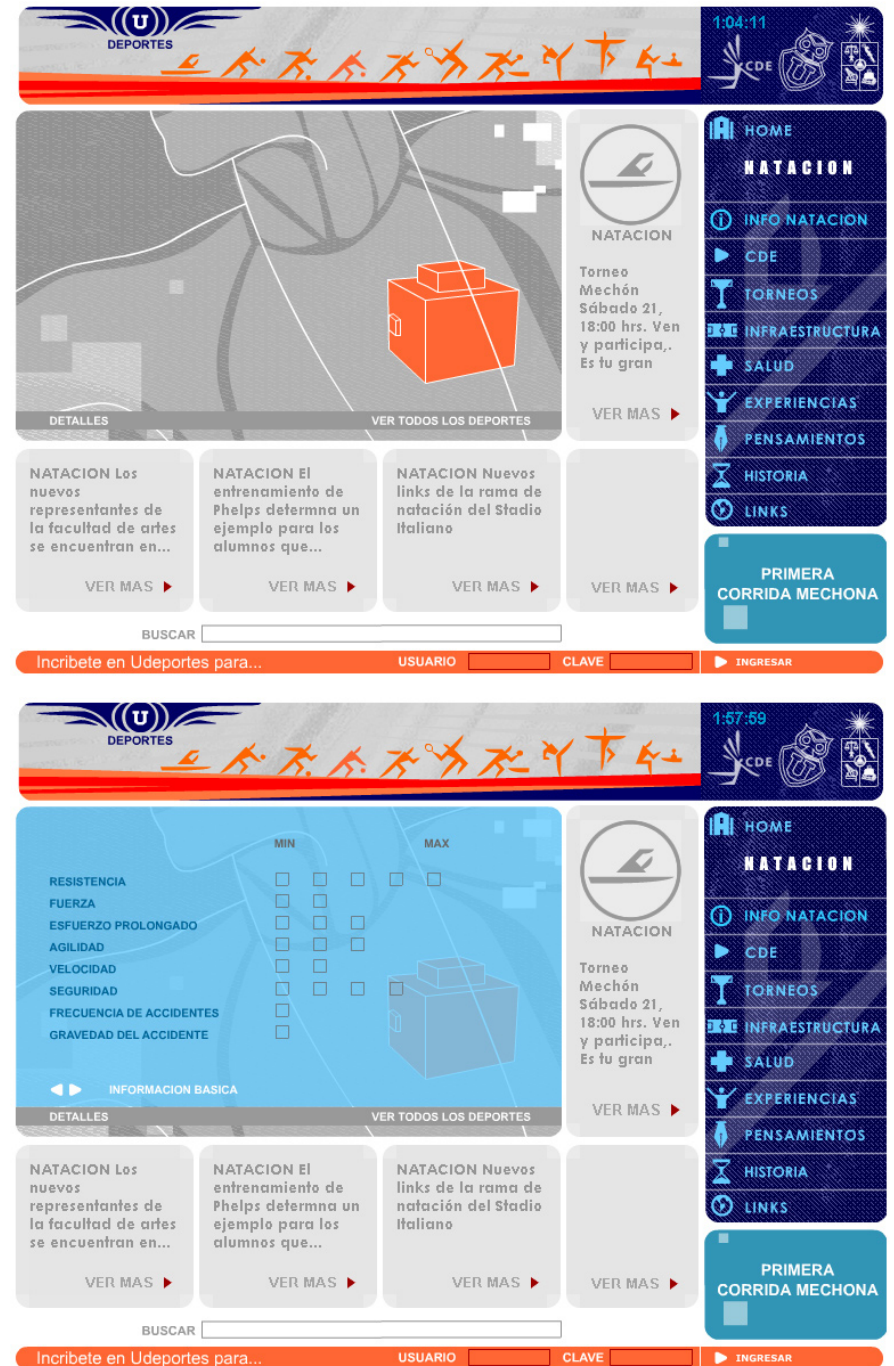 U
DEPORTES
1:04:11
CDE
U
HOME
NATACION
INFO NATACION
CDE
TORNEOS
INFRAESTRUCTURA
SALUD
EXPERIENCIAS
PENSAMIENTOS
HISTORIA
LINKS
NATACION
Torneo
Mechón
Sábado 21,
18:00 hrs. Ven
y participa,.
Es tu gran
VER MAS
DETALLES
VER TODOS LOS DEPORTES
NATACION Los
nuevos
representantes de
la facultad de artes
se encuentran en...
VER MAS
NATACION El
entrenamiento de
Phelps determna un
ejemplo para los
alumnos que...
VER MAS
NATACION Nuevos
links de la rama de
natación del Stadio
Italiano
VER MAS
VER MAS
PRIMERA
CORRIDA MECHONA
BUSCAR
Incribete en Udeportes para...
USUARIO
CLAVE
INGRESAR
U
DEPORTES
1:57:59
CDE
U
HOME
NATACION
INFO NATACION
CDE
TORNEOS
INFRAESTRUCTURA
SALUD
EXPERIENCIAS
PENSAMIENTOS
HISTORIA
LINKS
MIN MAX
RESISTENCIA
FUERZA
ESFUERZO PROLONGADO
AGILIDAD
VELOCIDAD
SEGURIDAD
FRECUENCIA DE ACCIDENTES
GRAVEDAD DEL ACCIDENTE
INFORMACION BASICA
DETALLES
VER TODOS LOS DEPORTES
NATACION
Torneo
Mechón
Sábado 21,
18:00 hrs. Ven
y participa,.
Es tu gran
VER MAS
NATACION Los
nuevos
representantes de
la facultad de artes
se encuentran en...
VER MAS
NATACION El
entrenamiento de
Phelps determna un
ejemplo para los
alumnos que...
VER MAS
NATACION Nuevos
links de la rama de
natación del Stadio
Italiano
VER MAS
VER MAS
PRIMERA
CORRIDA MECHONA
BUSCAR
Incribete en Udeportes para...
USUARIO
CLAVE
INGRESAR